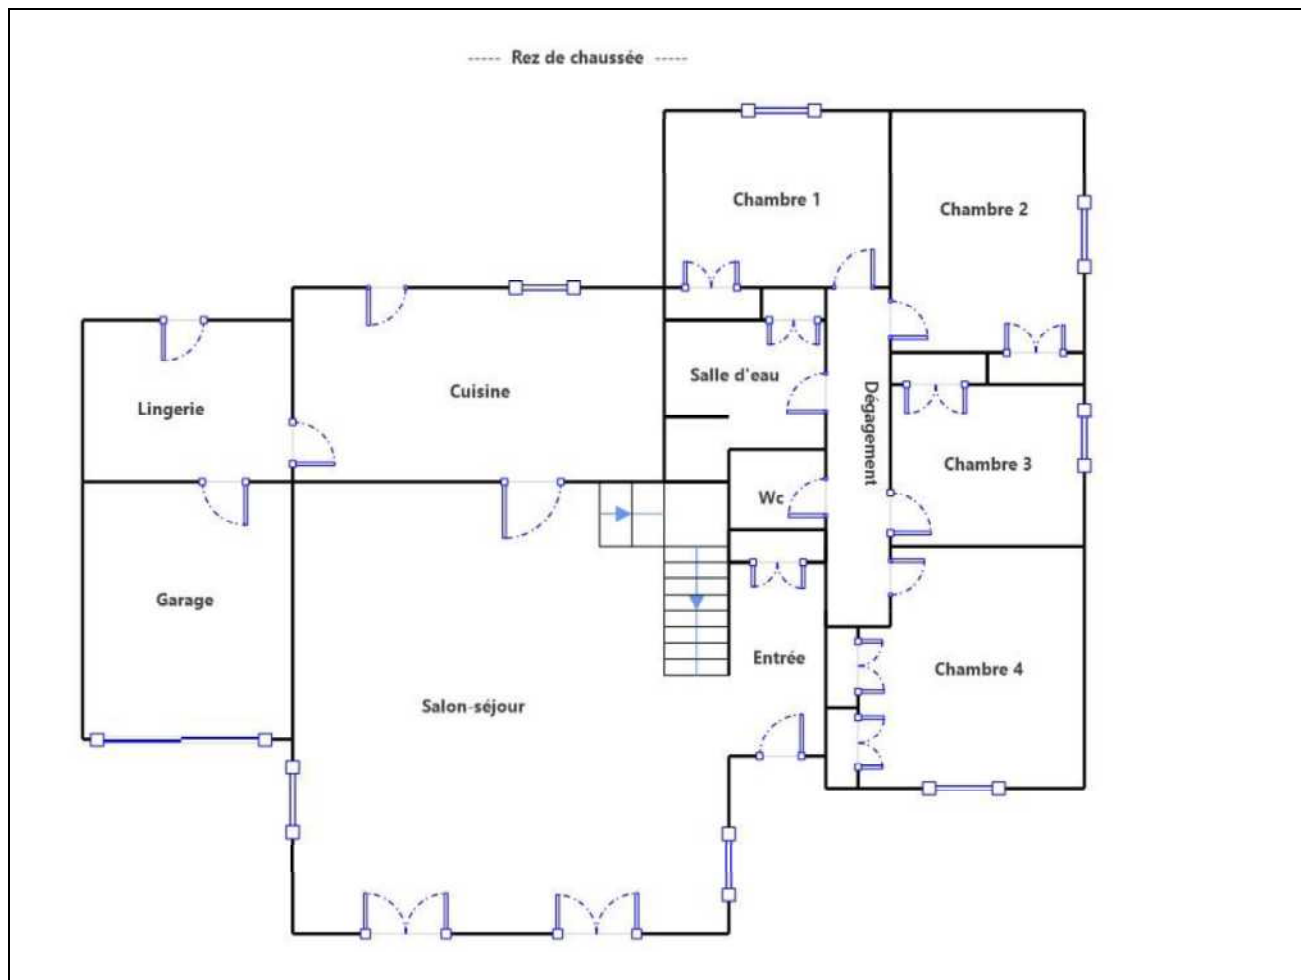 ----- Rez de chaussée -----
Chambre 1
Chambre 2
Salle d'eau
Cuisine
Lingerie
Dégagement
Chambre 3
Wc
Garage
Entrée
Chambre 4
Salon-séjour